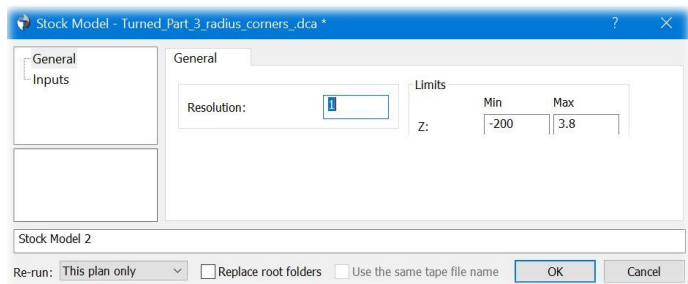 Stock Model - Turned_Part_3_radius_corners_.dca * ? ×
General
Inputs
General
Resolution: 1
Limits
Min Max
Z: -200 3.8
Stock Model 2
Re-run: This plan only Replace root folders Use the same tape file name OK Cancel